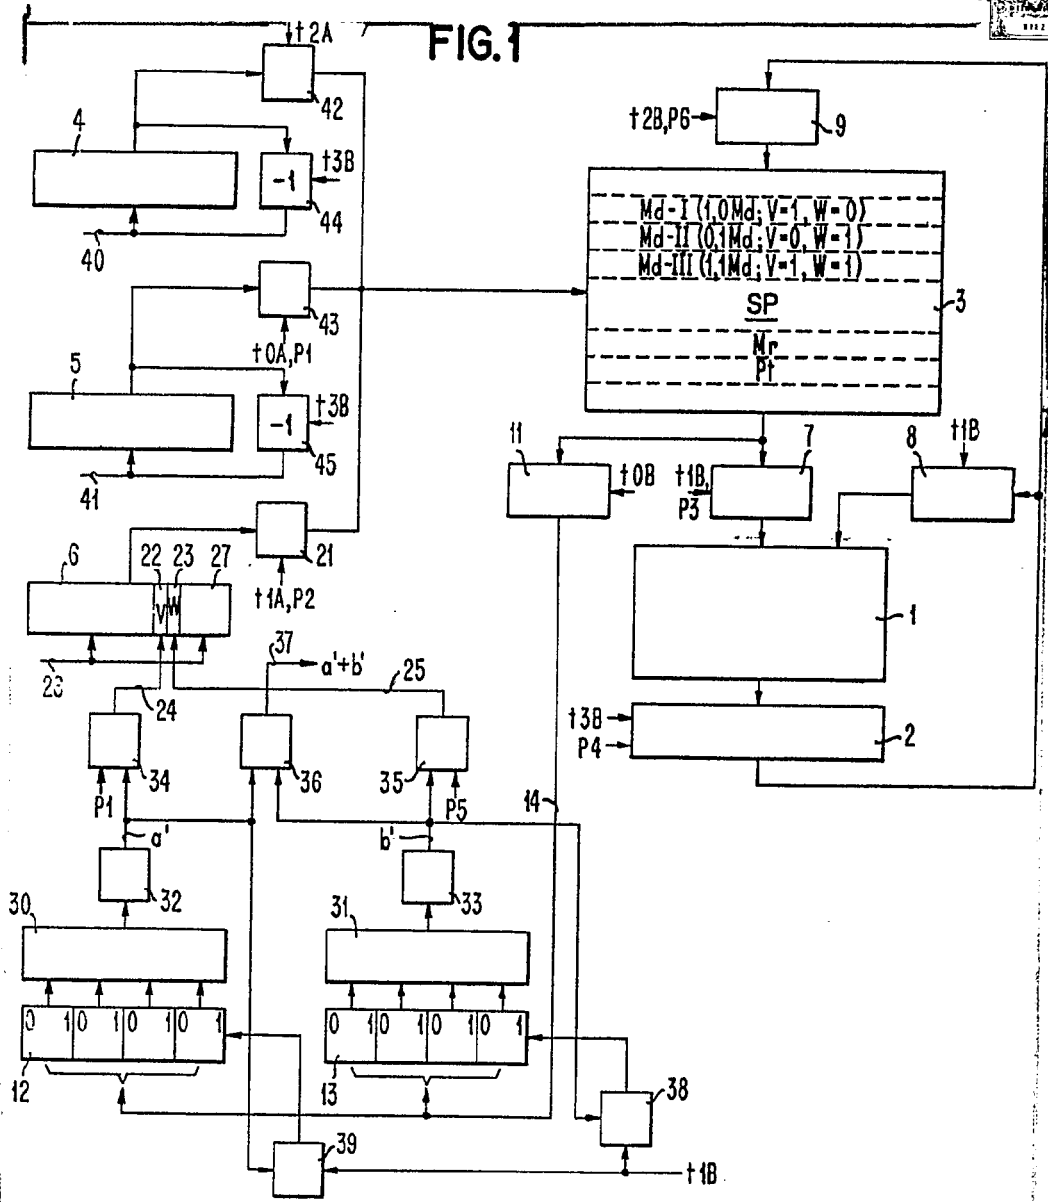 FIG.1
t2A
42
4
t3B
-1
44
40
t2B,P6
9
Md-I (1,0Md; V=1, W=0)
Md-II (0,1Md; V=0, W=1)
Md-III (1,1Md; V=1, W=1)
SP
3
Mr
Pt
43
t0A,P1
5
t3B
-1
45
41
11
t0B
7
t1B,
P3
8
t1B
21
t1A,P2
6
22
23
27
V
W
1
37
a'+b'
25
24
34
P1
36
35
P5
t3B
P4
2
14
a'
b'
32
33
30
31
0 1 0 1 0 1 0 1
12
0 1 0 1 0 1 0 1
13
38
39
t1B